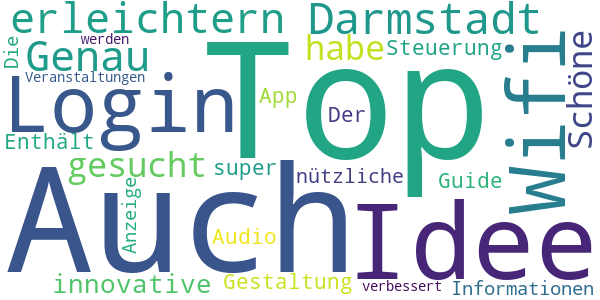 erleichtern Darmstadt
Die werden
Genau
habe Steuerung
Top
Wifi
Schöne
Veranstaltungen
Login
App
Der
Enthält
gesucht super
nützliche
Guide
Auch
Idee
Anzeige
Audio
innovative Gestaltung
verbessert Informationen